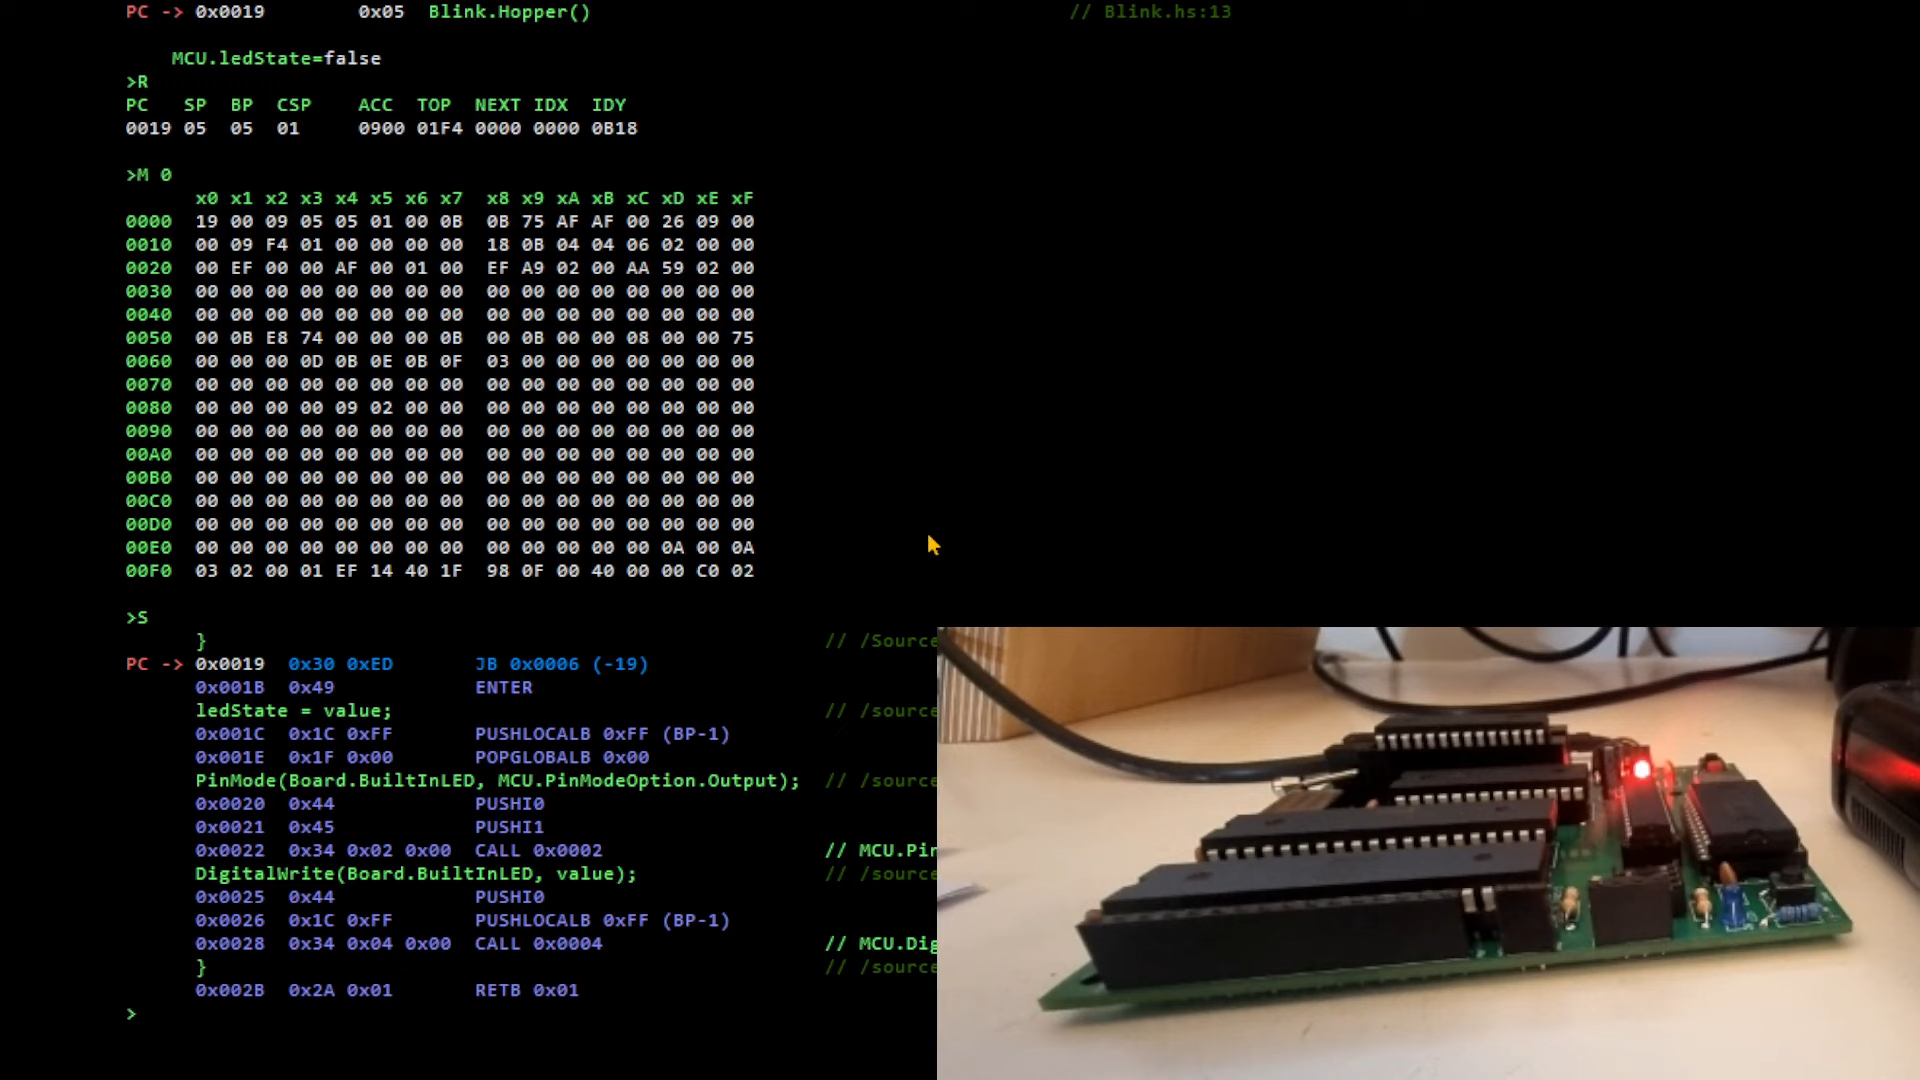 PC -> 0x0019 0x05 Blink.Hopper() // Blink.hs:13
MCU.ledState=false
>R
PC SP BP CSP ACC TOP NEXT IDX IDY
0019 05 05 01 0900 01F4 0000 0000 0B18
>M 0
x0 x1 x2 x3 x4 x5 x6 x7 x8 x9 xA xB xC xD xE xF
0000 19 00 09 05 05 01 00 0B 0B 75 AF AF 00 26 09 00
0010 00 09 F4 01 00 00 00 00 18 0B 04 04 06 02 00 00
0020 00 EF 00 00 AF 00 01 00 EF A9 02 00 AA 59 02 00
0030 00 00 00 00 00 00 00 00 00 00 00 00 00 00 00 00
0040 00 00 00 00 00 00 00 00 00 00 00 00 00 00 00 00
0050 00 0B E8 74 00 00 00 0B 00 0B 00 00 08 00 00 75
0060 00 00 00 0D 0B 0E 0B 0F 03 00 00 00 00 00 00 00
0070 00 00 00 00 00 00 00 00 00 00 00 00 00 00 00 00
0080 00 00 00 00 09 02 00 00 00 00 00 00 00 00 00 00
0090 00 00 00 00 00 00 00 00 00 00 00 00 00 00 00 00
00A0 00 00 00 00 00 00 00 00 00 00 00 00 00 00 00 00
00B0 00 00 00 00 00 00 00 00 00 00 00 00 00 00 00 00
00C0 00 00 00 00 00 00 00 00 00 00 00 00 00 00 00 00
00D0 00 00 00 00 00 00 00 00 00 00 00 00 00 00 00 00
00E0 00 00 00 00 00 00 00 00 00 00 00 00 00 0A 00 0A
00F0 03 02 00 01 EF 14 40 1F 98 0F 00 40 00 00 C0 02
>S
} // /Source
PC -> 0x0019 0x30 0xED JB 0x0006 (-19)
0x001B 0x49 ENTER
ledState = value; // /source
0x001C 0x1C 0xFF PUSHLOCALB 0xFF (BP-1)
0x001E 0x1F 0x00 POPGLOBALB 0x00
PinMode(Board.BuiltInLED, MCU.PinModeOption.Output); // /source
0x0020 0x44 PUSHI0
0x0021 0x45 PUSHI1
0x0022 0x34 0x02 0x00 CALL 0x0002 // MCU.Pin
DigitalWrite(Board.BuiltInLED, value); // /source
0x0025 0x44 PUSHI0
0x0026 0x1C 0xFF PUSHLOCALB 0xFF (BP-1)
0x0028 0x34 0x04 0x00 CALL 0x0004 // MCU.Dig
} // /source
0x002B 0x2A 0x01 RETB 0x01
>